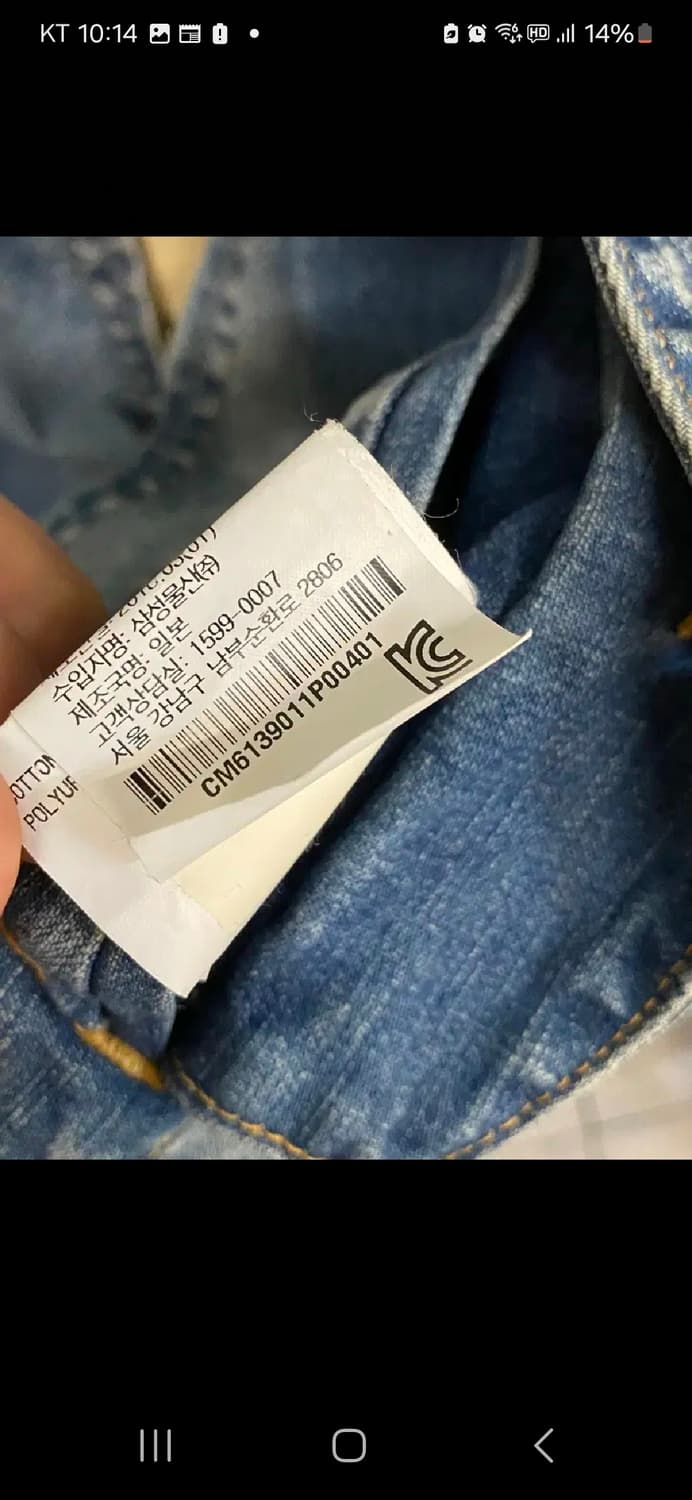 KT 10:14
HD
14%
수입자명: 삼성물산(주)
제조국명: 일본
고객상담실: 1599-0007
서울 강남구 남부순환로 2806
CM6139011P00401